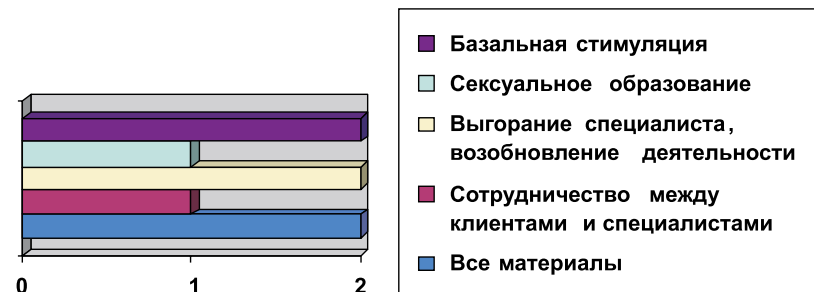 Базальная стимуляция
Сексуальное образование
Выгорание специалиста,
возобновление деятельности
Сотрудничество между
клиентами и специалистами
Все материалы
0 1 2